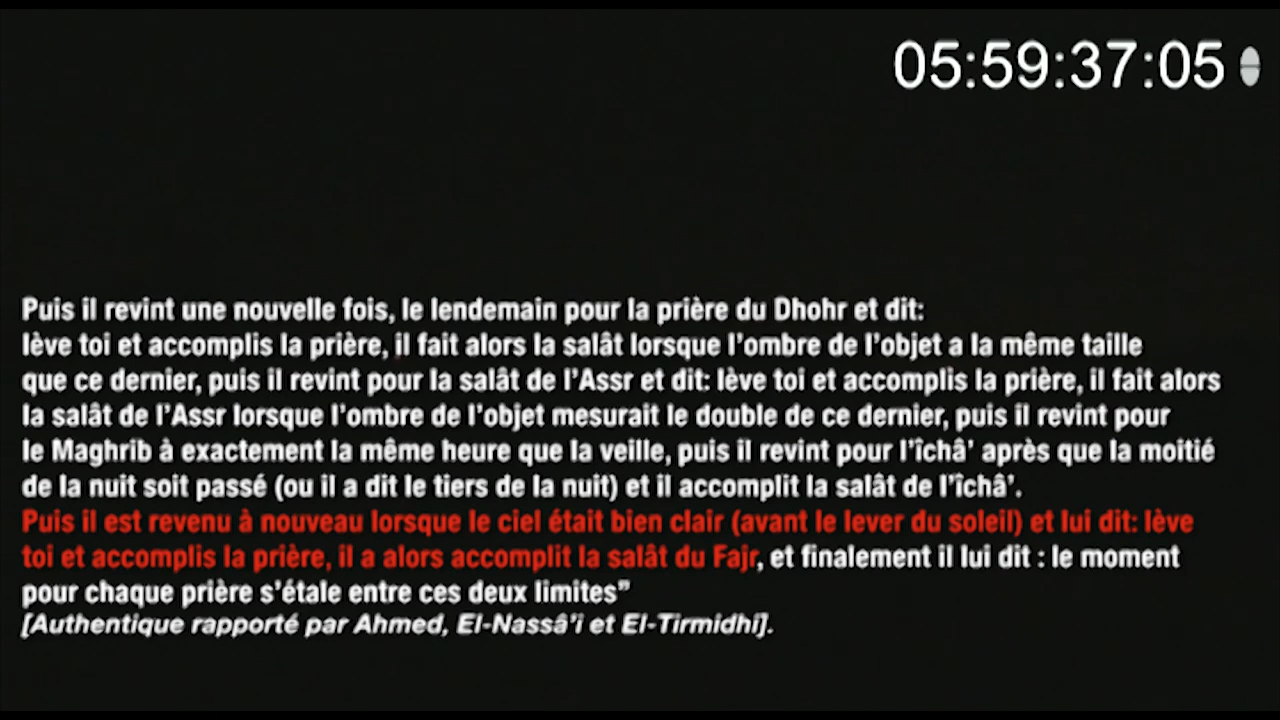 05:59:37:05
Puis il revint une nouvelle fois, le lendemain pour la prière du Dhohr et dit:
lève toi et accomplis la prière, il fait alors la salât lorsque l'ombre de l'objet a la même taille
que ce dernier, puis il revint pour la salât de l'Assr et dit: lève toi et accomplis la prière, il fait alors
la salât de l'Assr lorsque l'ombre de l'objet mesurait le double de ce dernier, puis il revint pour
le Maghrib à exactement la même heure que la veille, puis il revint pour l'îchâ' après que la moitié
de la nuit soit passé (ou il a dit le tiers de la nuit) et il accomplit la salât de l'îchâ'.
Puis il est revenu à nouveau lorsque le ciel était bien clair (avant le lever du soleil) et lui dit: lève
toi et accomplis la prière, il a alors accomplit la salât du Fajr, et finalement il lui dit : le moment
pour chaque prière s'étale entre ces deux limites"
[Authentique rapporté par Ahmed, El-Nassâ'i et El-Tirmidhi].